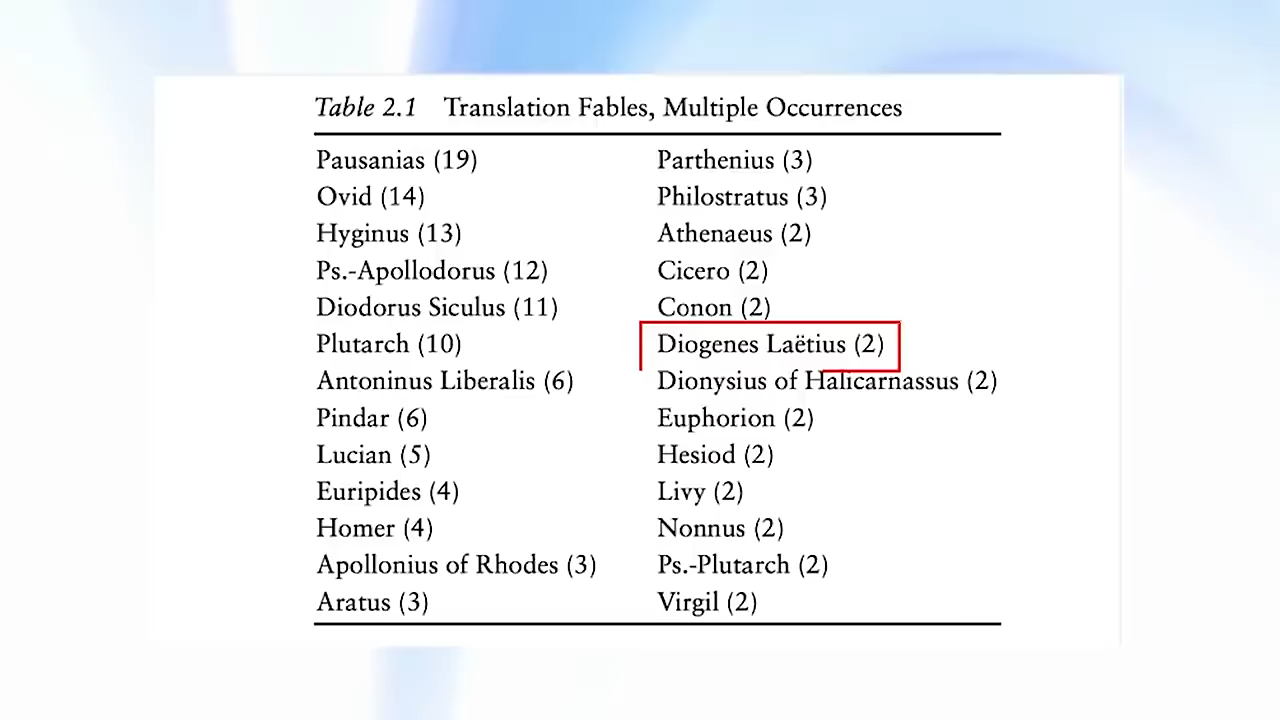 Table 2.1 Translation Fables, Multiple Occurrences
Pausanias (19)
Ovid (14)
Hyginus (13)
Ps.-Apollodorus (12)
Diodorus Siculus (11)
Plutarch (10)
Antoninus Liberalis (6)
Pindar (6)
Lucian (5)
Euripides (4)
Homer (4)
Apollonius of Rhodes (3)
Aratus (3)
Parthenius (3)
Philostratus (3)
Athenaeus (2)
Cicero (2)
Conon (2)
Diogenes Laëtius (2)
Dionysius of Halicarnassus (2)
Euphorion (2)
Hesiod (2)
Livy (2)
Nonnus (2)
Ps.-Plutarch (2)
Virgil (2)